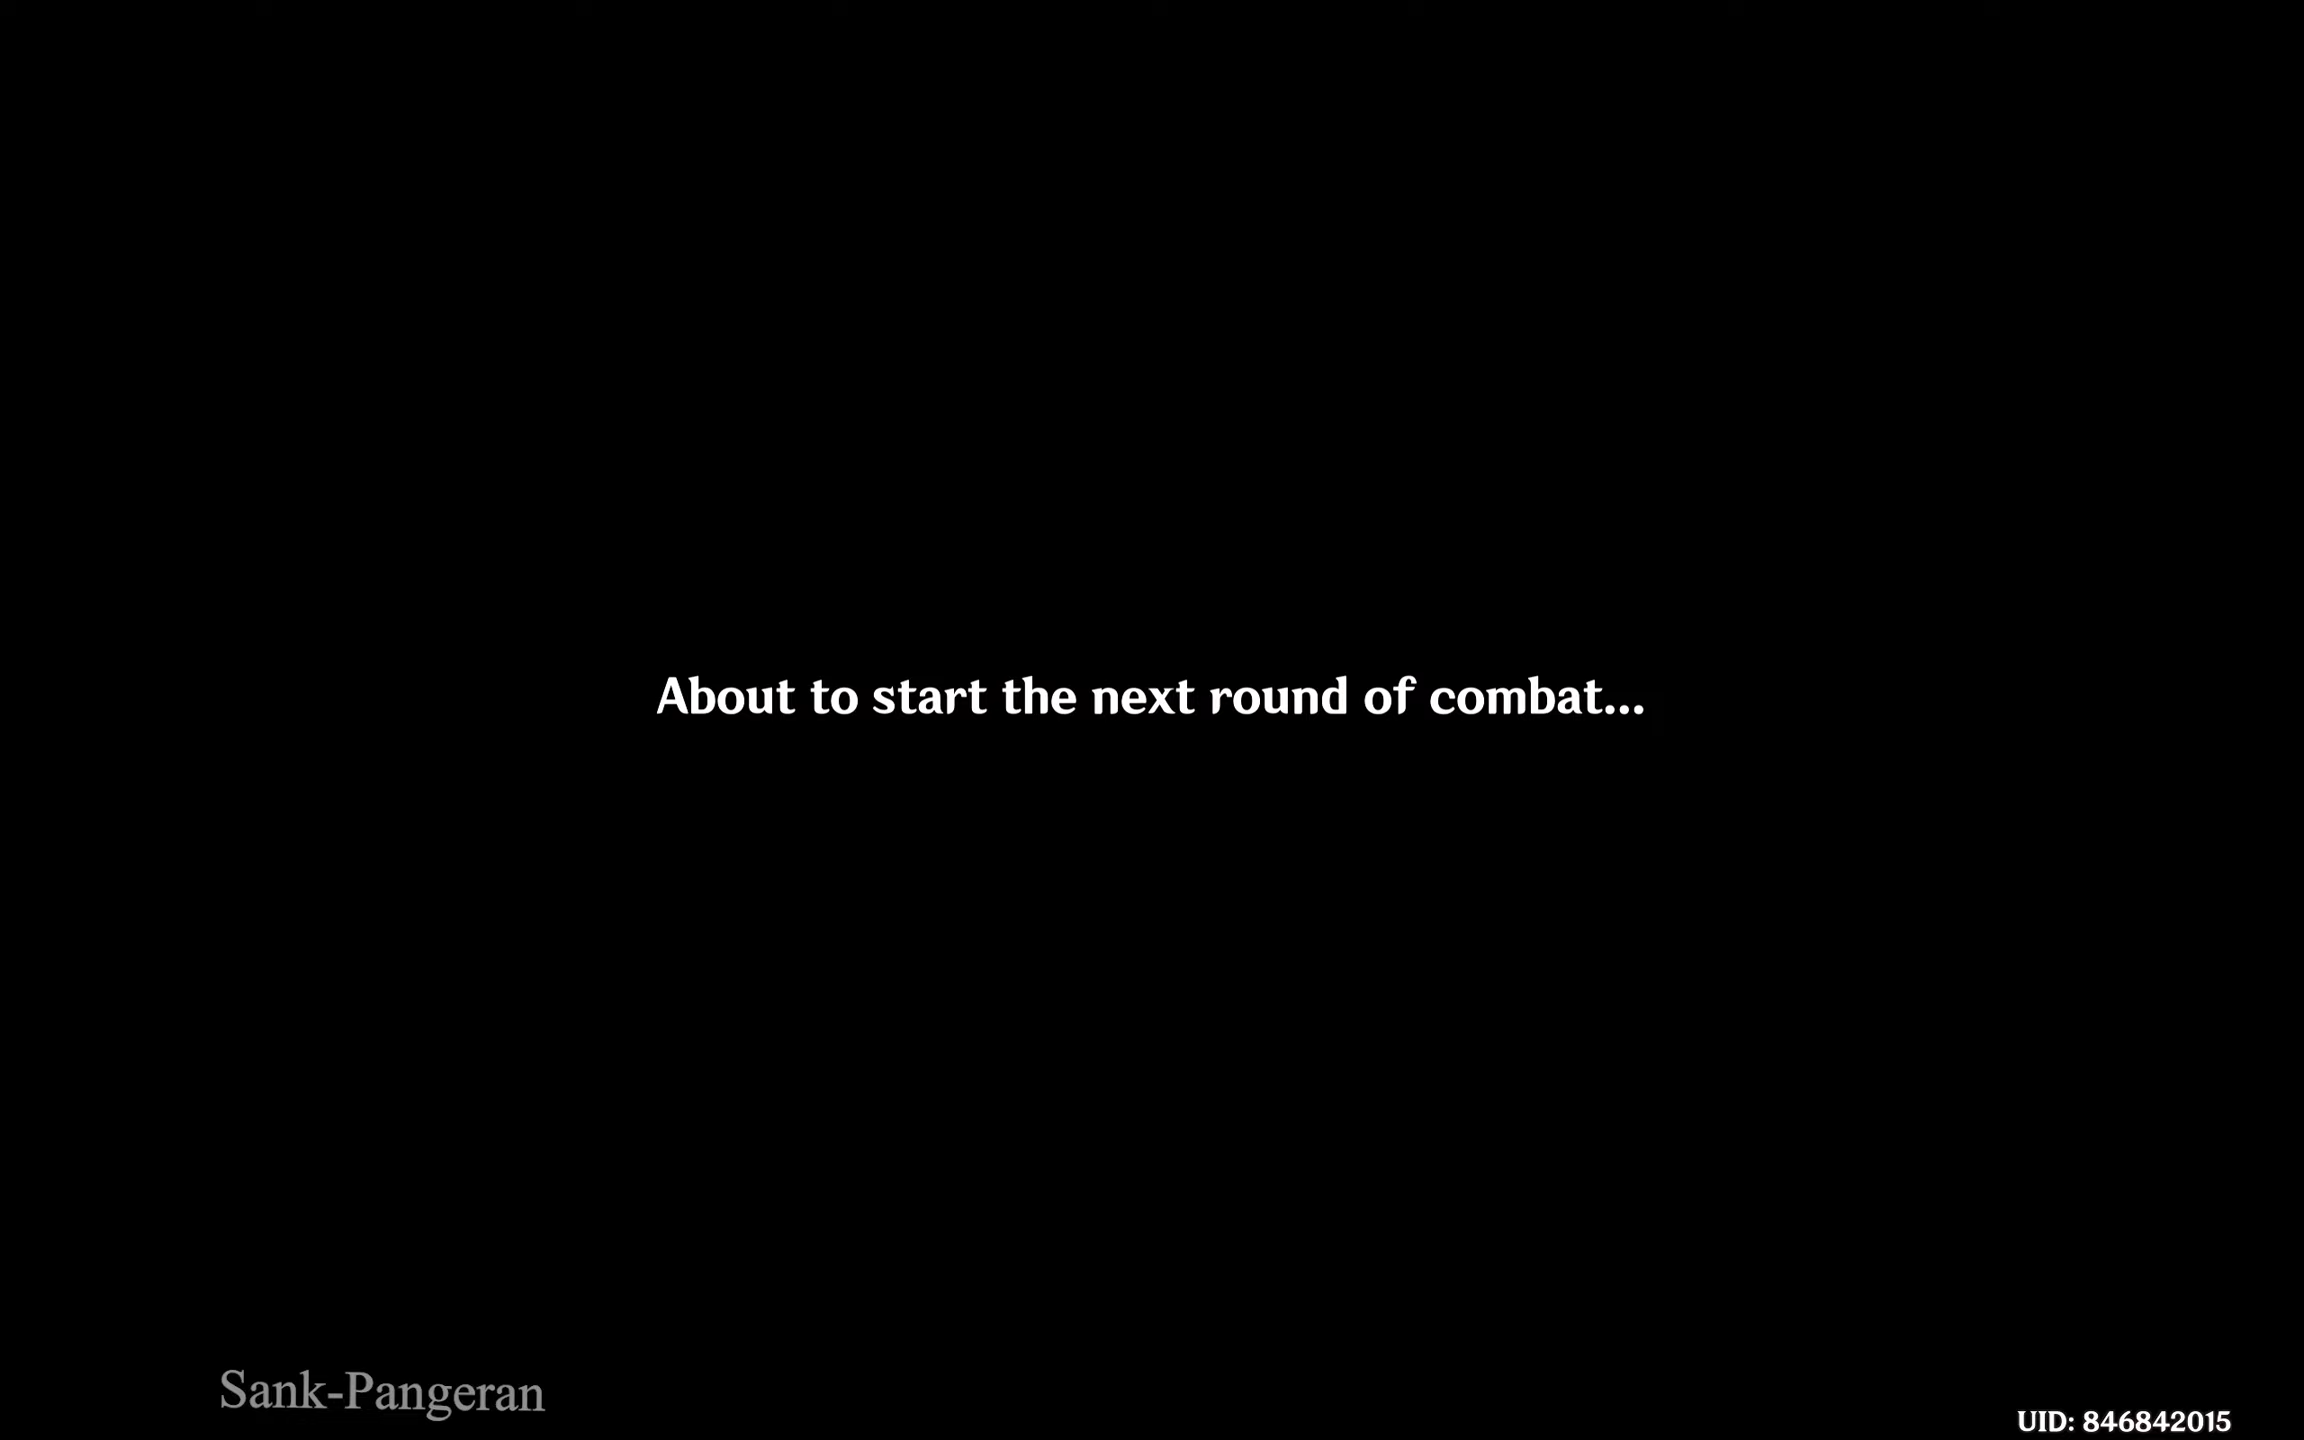 About to start the next round of combat...
Sank-Pangeran
UID: 846842015